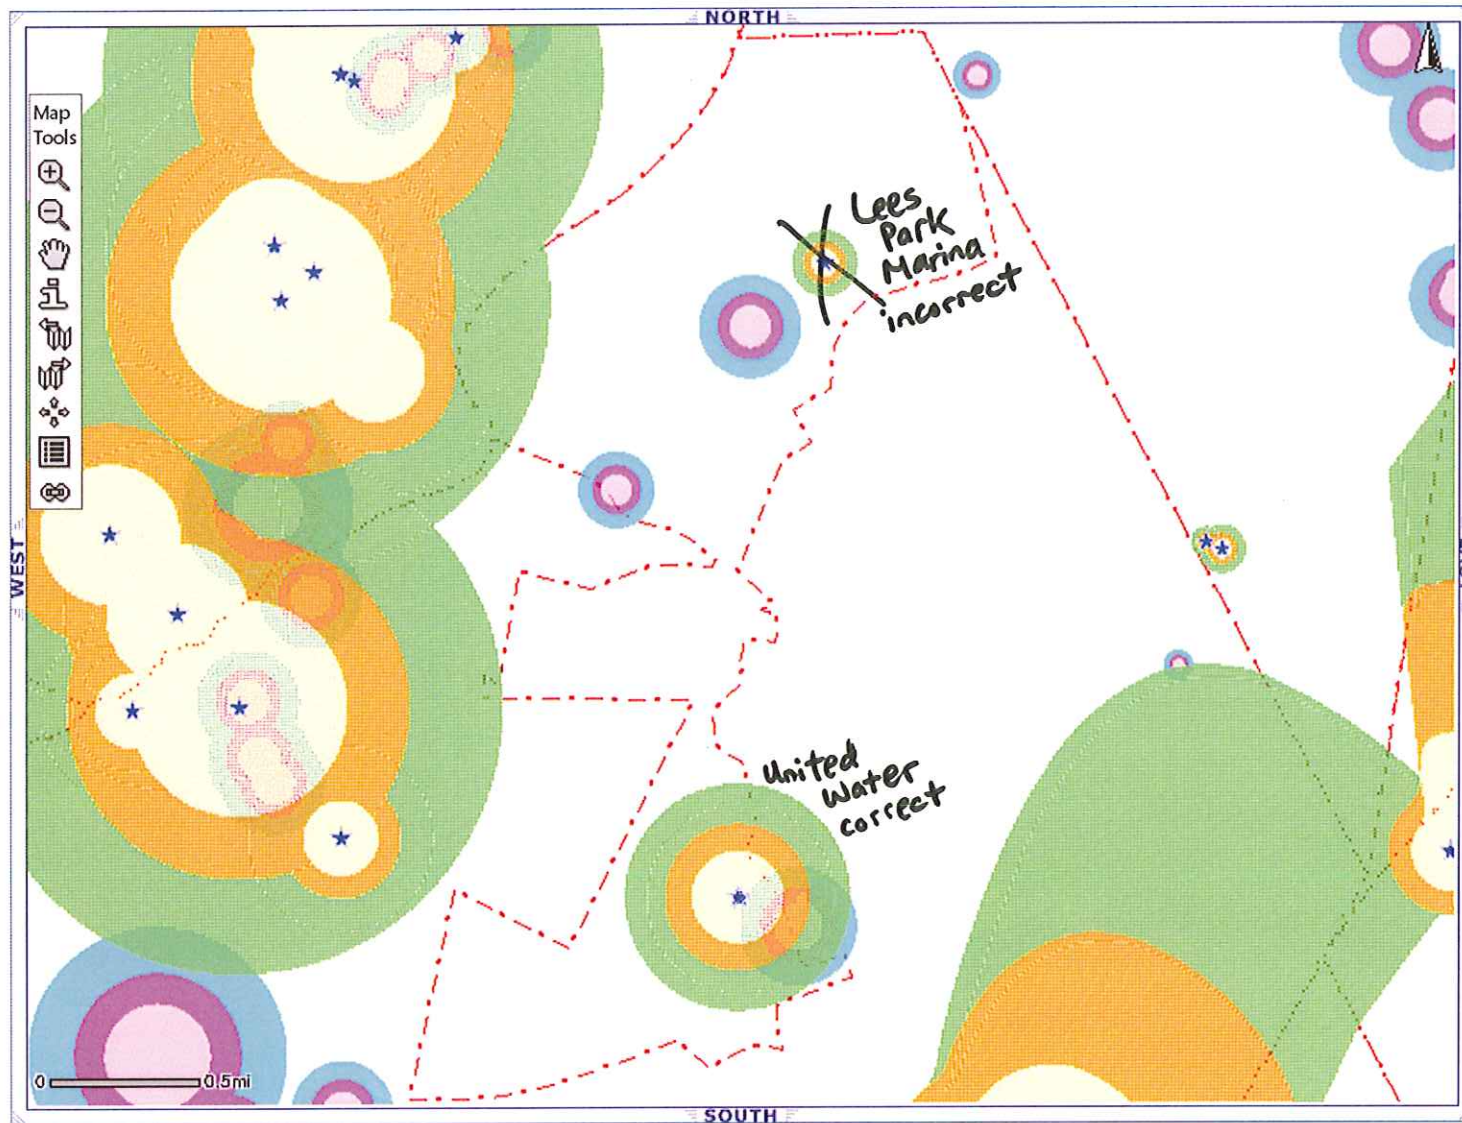 NORTH
Map
Tools
Lees
Park
Marina
incorrect
WEST
United
Water
correct
0 0.5mi
SOUTH